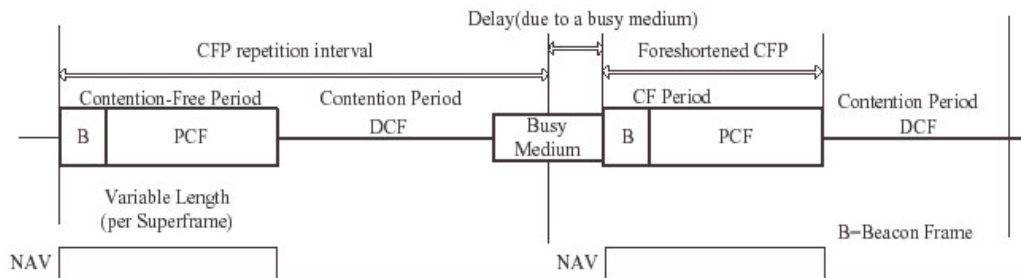 Delay(due to a busy medium)
CFP repetition interval
Foreshortened CFP
Contention-Free Period
Contention Period
DCF
CF Period
Contention Period
DCF
B
PCF
Busy
Medium
B
PCF
Variable Length
(per Superframe)
B=Beacon Frame
NAV
NAV